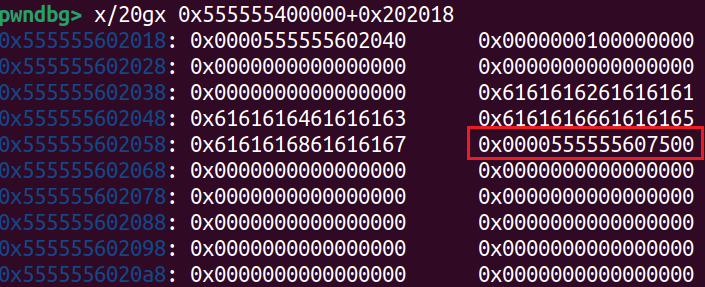 pwndbg> x/20gx 0x555555400000+0x202018
0x555555602018: 0x0000555555602040 0x0000000100000000
0x555555602028: 0x0000000000000000 0x0000000000000000
0x555555602038: 0x0000000000000000 0x6161616261616161
0x555555602048: 0x6161616461616163 0x6161616661616165
0x555555602058: 0x6161616861616167 0x0000555555607500
0x555555602068: 0x0000000000000000 0x0000000000000000
0x555555602078: 0x0000000000000000 0x0000000000000000
0x555555602088: 0x0000000000000000 0x0000000000000000
0x555555602098: 0x0000000000000000 0x0000000000000000
0x5555556020a8: 0x0000000000000000 0x0000000000000000